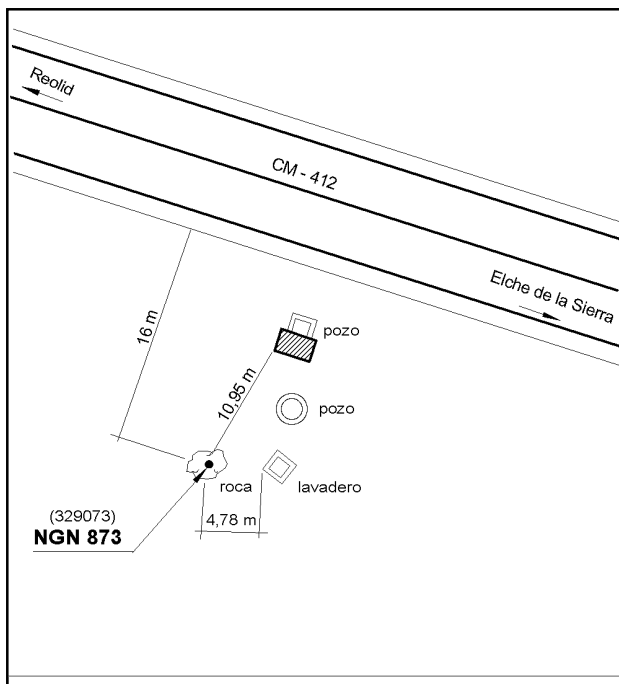 Reolid
CM - 412
Elche de la Sierra
16 m
pozo
10,95 m
pozo
roca
lavadero
4,78 m
(329073)
NGN 873